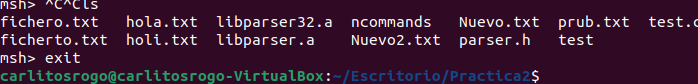 msh> ^C^Cls
fichero.txt hola.txt libparser32.a ncommands Nuevo.txt prub.txt test.c
ficherto.txt holi.txt libparser.a Nuevo2.txt parser.h test
msh> exit
carlitosrogo@carlitosrogo-VirtualBox:~/Escritorio/Practica2$